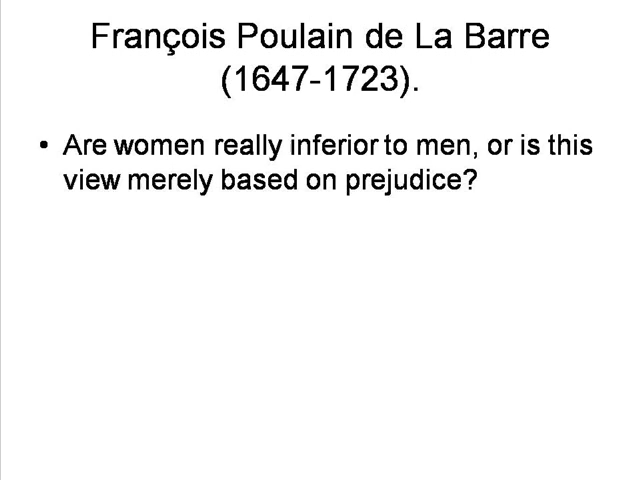 François Poulain de La Barre
(1647-1723).
• Are women really inferior to men, or is this
view merely based on prejudice?